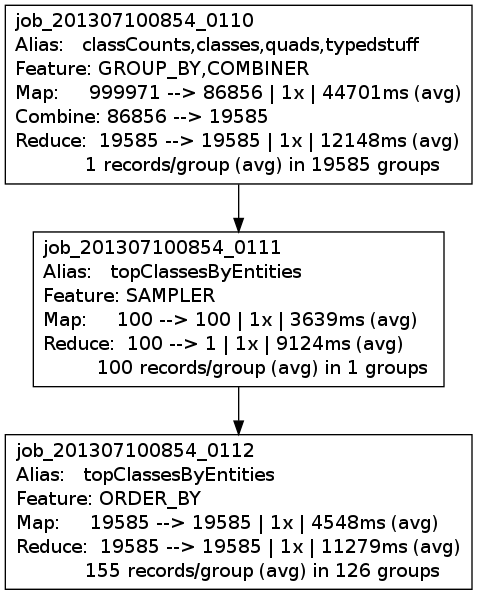 job_201307100854_0110
Alias: classCounts,classes,quads,typedstuff
Feature: GROUP_BY,COMBINER
Map: 999971 --> 86856 | 1x | 44701ms (avg)
Combine: 86856 --> 19585
Reduce: 19585 --> 19585 | 1x | 12148ms (avg)
1 records/group (avg) in 19585 groups
job_201307100854_0111
Alias: topClassesByEntities
Feature: SAMPLER
Map: 100 --> 100 | 1x | 3639ms (avg)
Reduce: 100 --> 1 | 1x | 9124ms (avg)
100 records/group (avg) in 1 groups
job_201307100854_0112
Alias: topClassesByEntities
Feature: ORDER_BY
Map: 19585 --> 19585 | 1x | 4548ms (avg)
Reduce: 19585 --> 19585 | 1x | 11279ms (avg)
155 records/group (avg) in 126 groups